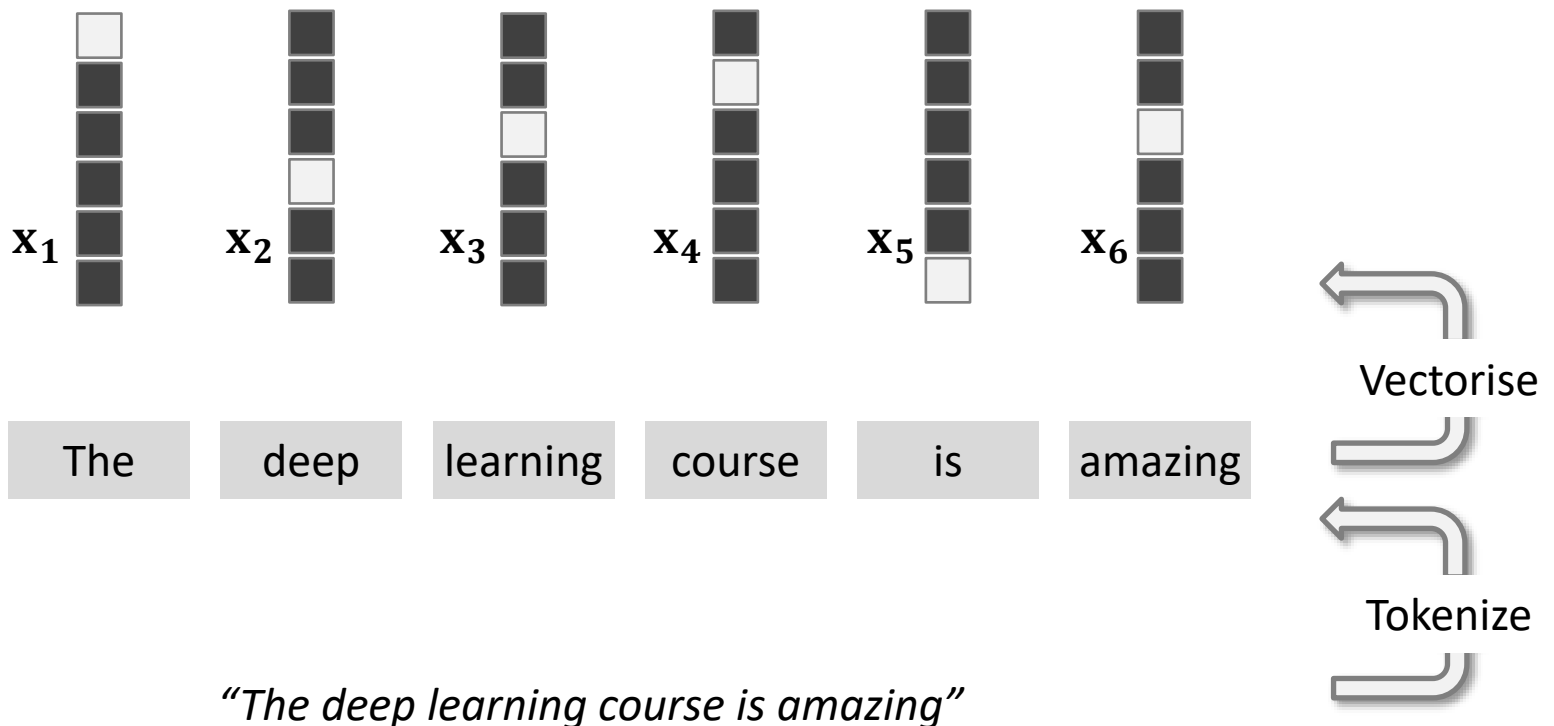 x₁ x₂ x₃ x₄ x₅ x₆
Vectorise
The deep learning course is amazing
Tokenize
“The deep learning course is amazing”